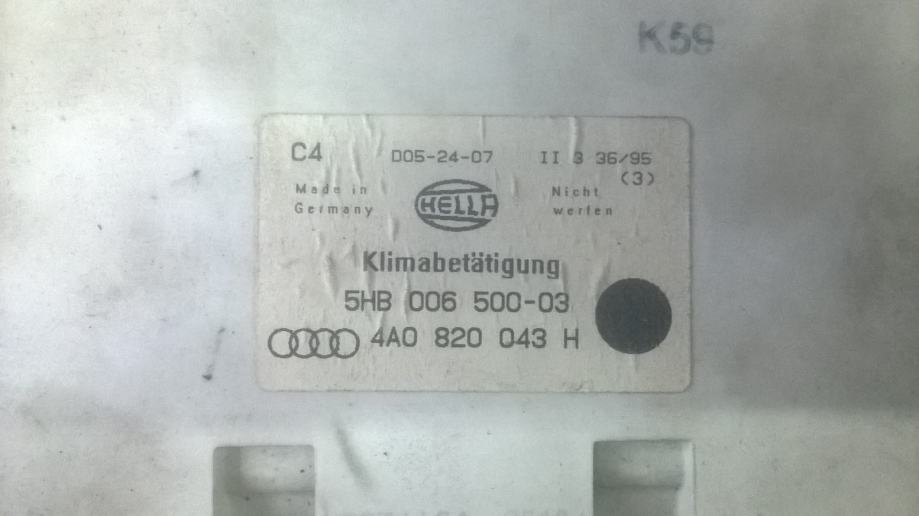 K59
C4 D05-24-07 II 3 36/95
(3)
Made in Germany
HELLA
Nicht werfen
Klimabetätigung
5HB 006 500-03
4A0 820 043 H